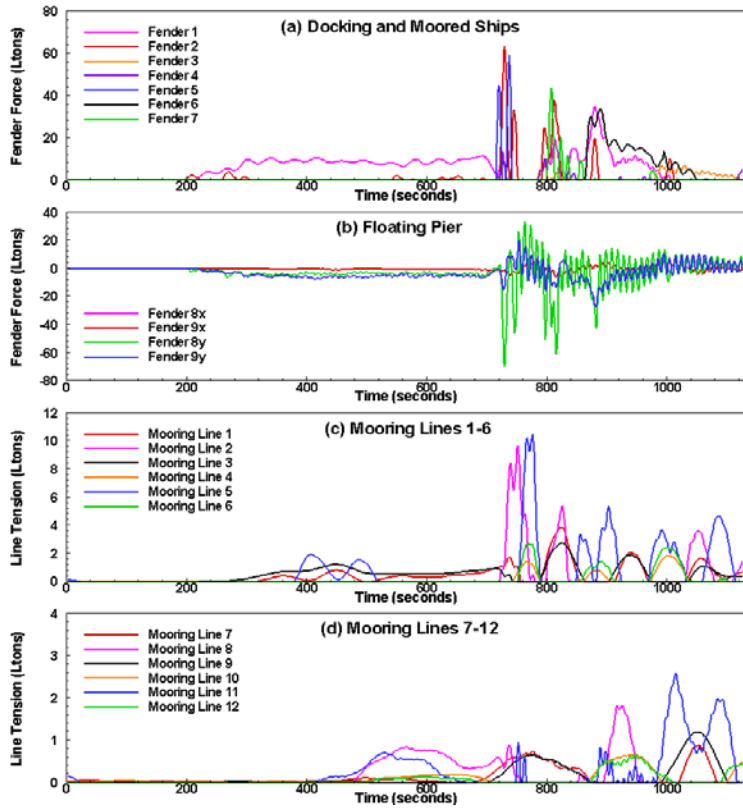 (a) Docking and Moored Ships
Fender Force (Ltons)
80
60
40
20
0
Fender 1
Fender 2
Fender 3
Fender 4
Fender 5
Fender 6
Fender 7
0 200 400 600 800 1000
Time (seconds)
(b) Floating Pier
Fender Force (Ltons)
40
20
0
-20
-40
-60
-80
Fender 8x
Fender 9x
Fender 8y
Fender 9y
0 200 400 600 800 1000
Time (seconds)
(c) Mooring Lines 1-6
Line Tension (Ltons)
12
10
8
6
4
2
0
Mooring Line 1
Mooring Line 2
Mooring Line 3
Mooring Line 4
Mooring Line 5
Mooring Line 6
0 200 400 600 800 1000
Time (seconds)
(d) Mooring Lines 7-12
Line Tension (Ltons)
4
3
2
1
0
Mooring Line 7
Mooring Line 8
Mooring Line 9
Mooring Line 10
Mooring Line 11
Mooring Line 12
0 200 400 600 800 1000
Time (seconds)